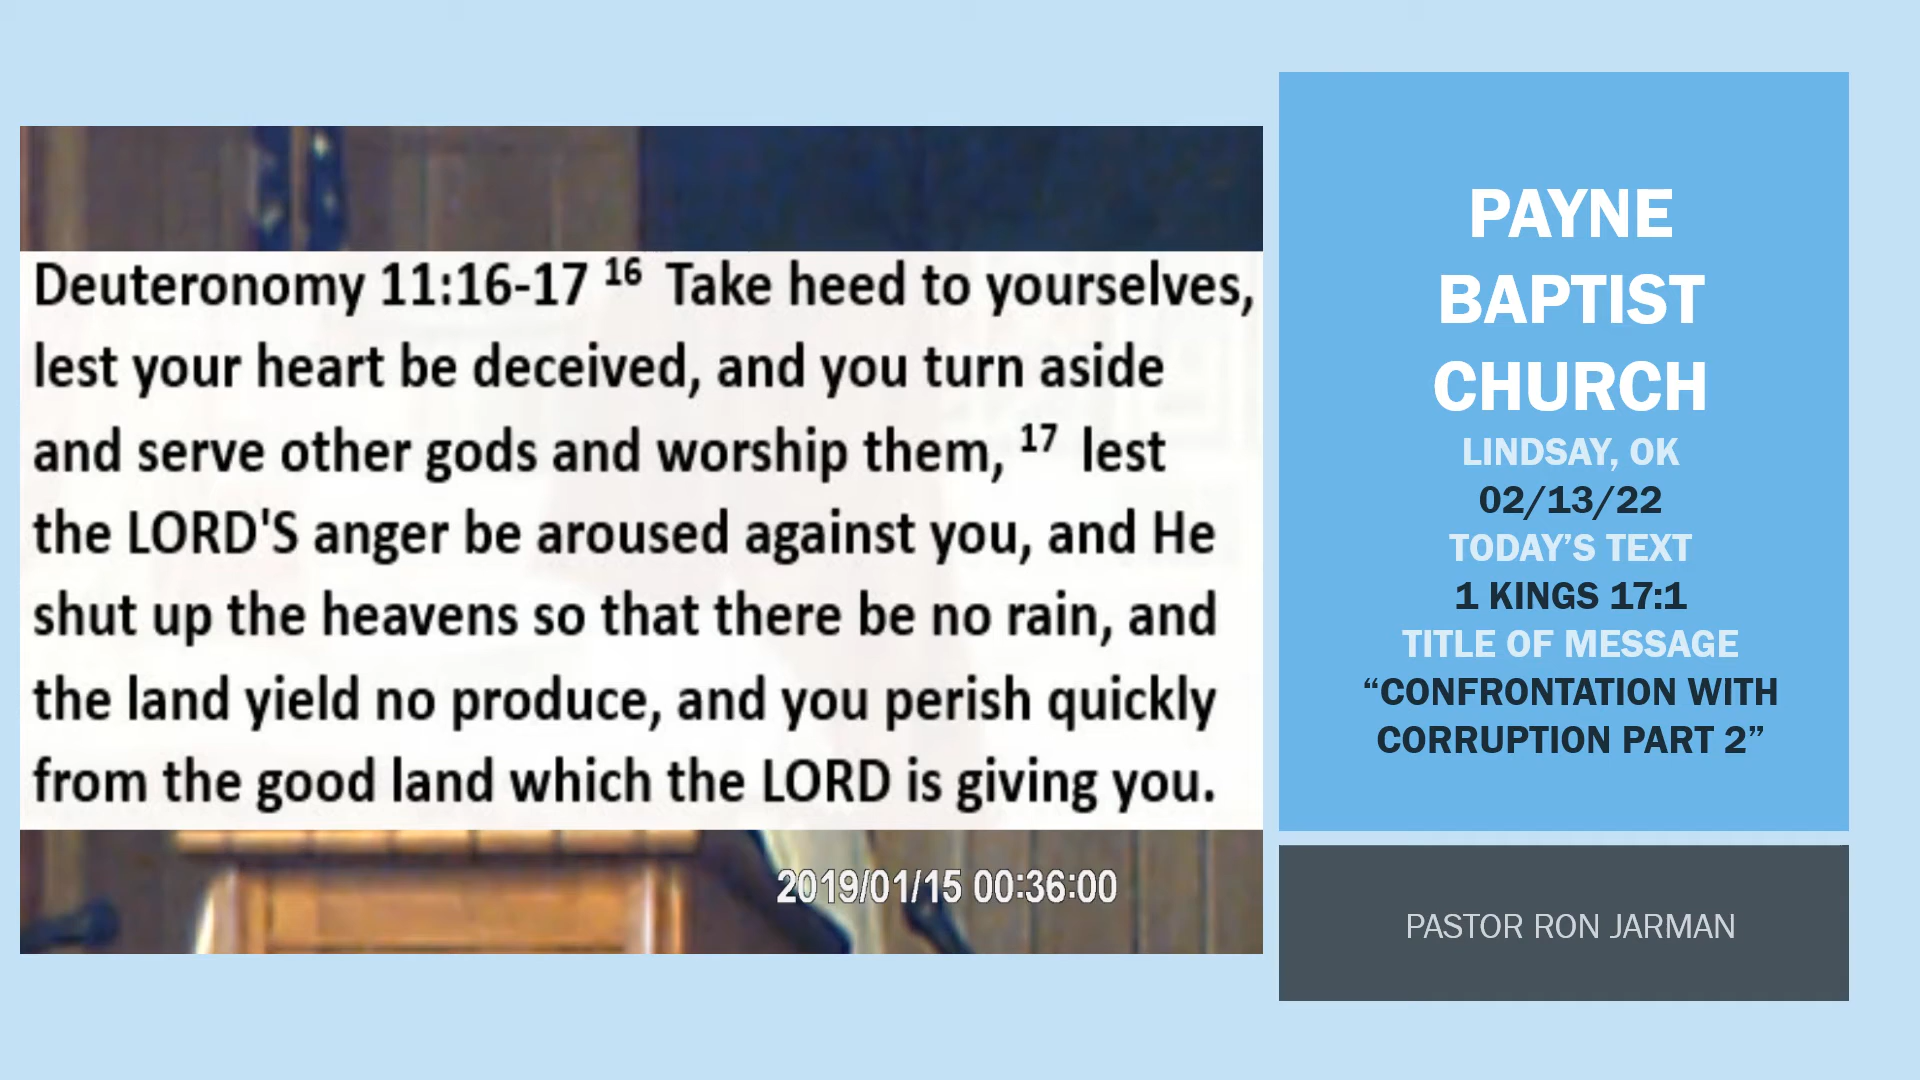 Deuteronomy 11:16-17 16 Take heed to yourselves,
lest your heart be deceived, and you turn aside
and serve other gods and worship them, 17 lest
the LORD'S anger be aroused against you, and He
shut up the heavens so that there be no rain, and
the land yield no produce, and you perish quickly
from the good land which the LORD is giving you.
2019/01/15 00:36:00
PAYNE
BAPTIST
CHURCH
LINDSAY, OK
02/13/22
TODAY’S TEXT
1 KINGS 17:1
TITLE OF MESSAGE
“CONFRONTATION WITH
CORRUPTION PART 2”
PASTOR RON JARMAN